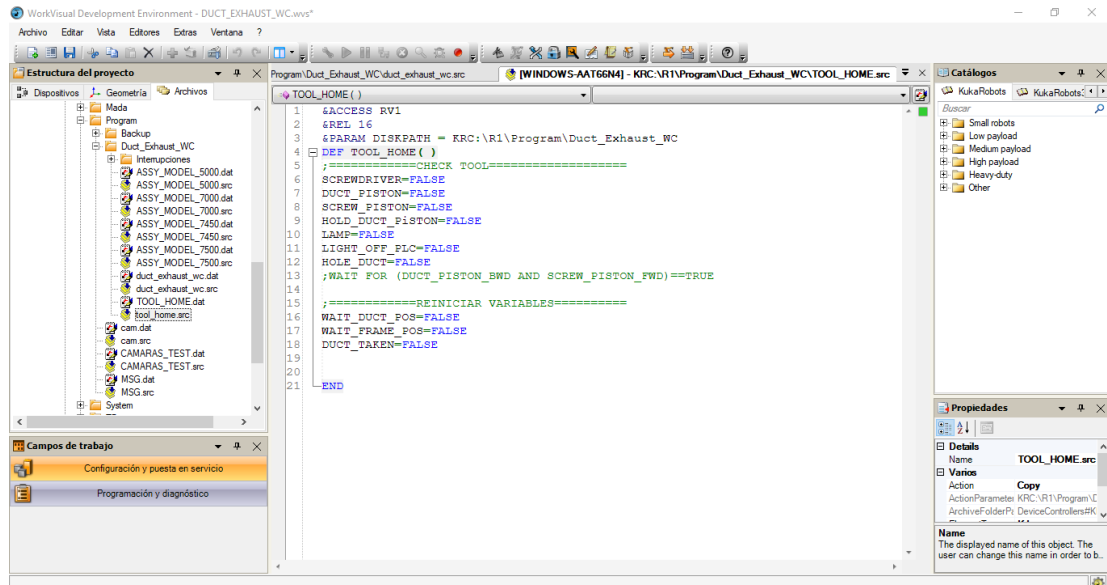 WorkVisual Development Environment - DUCT_EXHAUST_WC.wvs*
Archivo Editar Vista Editores Extras Ventana ?
Estructura del proyecto
Dispositivos Geometría Archivos
Mada
Program
Backup
Duct_Exhaust_WC
Interrupciones
ASSY_MODEL_5000.dat
ASSY_MODEL_5000.src
ASSY_MODEL_7000.dat
ASSY_MODEL_7000.src
ASSY_MODEL_7450.dat
ASSY_MODEL_7450.src
ASSY_MODEL_7500.dat
ASSY_MODEL_7500.src
duct_exhaust_wc.dat
duct_exhaust_wc.src
TOOL_HOME.dat
tool_home.src
cam.dat
cam.src
CAMARAS_TEST.dat
CAMARAS_TEST.src
MSG.dat
MSG.src
System
Campos de trabajo
Configuración y puesta en servicio
Programación y diagnóstico
Program\Duct_Exhaust_WC\duct_exhaust_wc.src
[WINDOWS-AAT66N4] - KRC:\R1\Program\Duct_Exhaust_WC\TOOL_HOME.src
TOOL_HOME ( )
1 &ACCESS RV1
2 &REL 16
3 &PARAM DISKPATH = KRC:\R1\Program\Duct_Exhaust_WC
4 DEF TOOL_HOME( )
5 ;============CHECK TOOL===================
6 SCREWDRIVER=FALSE
7 DUCT_PISTON=FALSE
8 SCREW_PISTON=FALSE
9 HOLD_DUCT_PiSTON=FALSE
10 LAMP=FALSE
11 LIGHT_OFF_PLC=FALSE
12 HOLE_DUCT=FALSE
13 ;WAIT FOR (DUCT_PISTON_BWD AND SCREW_PISTON_FWD)==TRUE
14
15 ;============REINICIAR VARIABLES==========
16 WAIT_DUCT_POS=FALSE
17 WAIT_FRAME_POS=FALSE
18 DUCT_TAKEN=FALSE
19
20
21 END
Catálogos
KukaRobots KukaRobots
Buscar
Small robots
Low payload
Medium payload
High payload
Heavy-duty
Other
Propiedades
Details
Name TOOL_HOME.src
Varios
Action Copy
ActionParameter KRC:\R1\Program\
ArchiveFolderPa DeviceControllers#K
Name
The displayed name of this object. The
user can change this name in order to b...